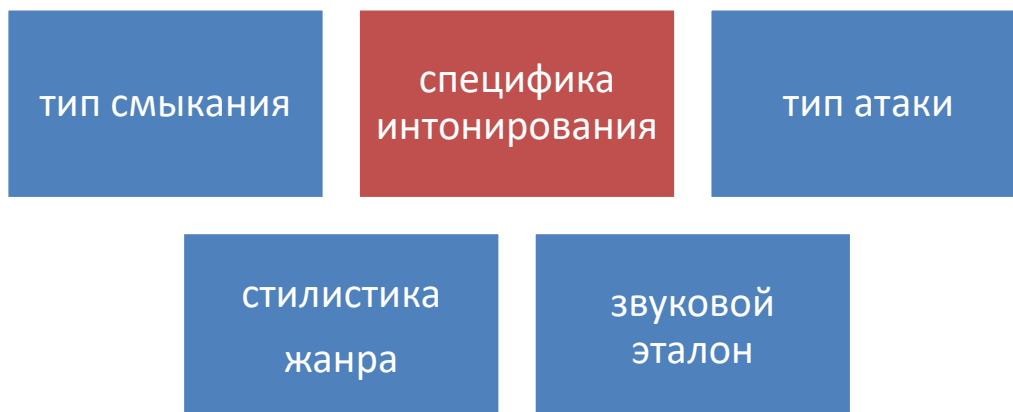 тип смыкания
специфика
интонирования
тип атаки
стилистика
жанра
звуковой
эталон